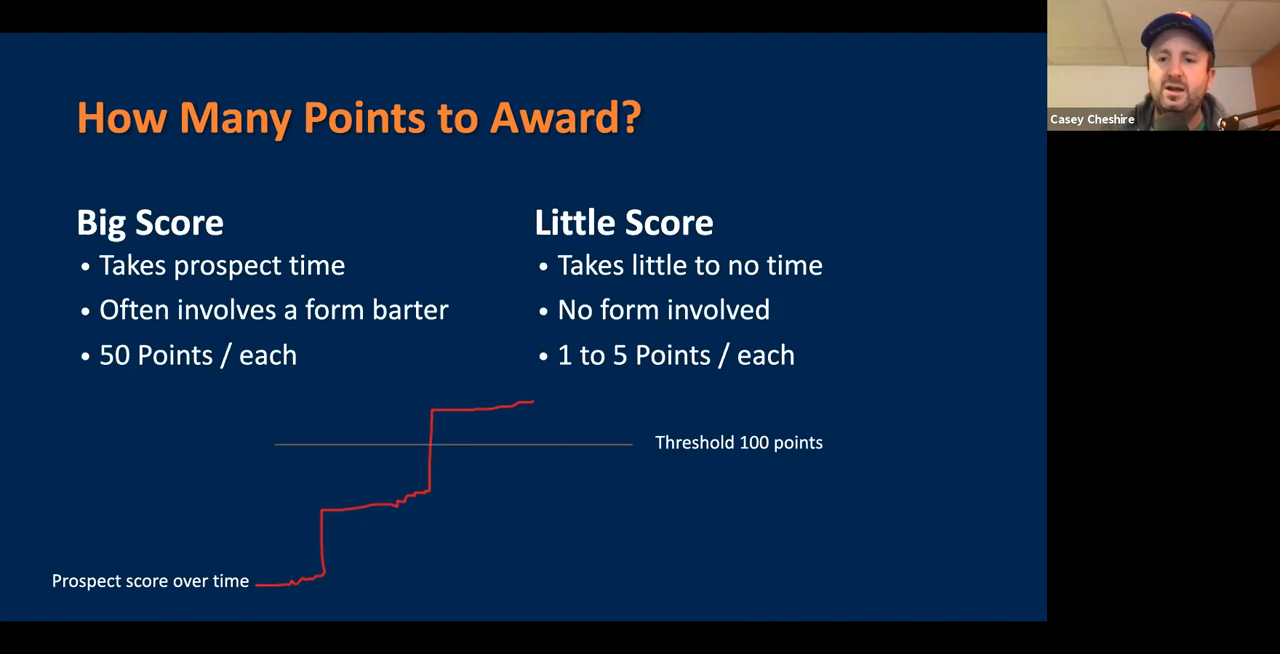 How Many Points to Award?
Big Score
• Takes prospect time
• Often involves a form barter
• 50 Points / each
Little Score
• Takes little to no time
• No form involved
• 1 to 5 Points / each
Threshold 100 points
Prospect score over time
Casey Cheshire